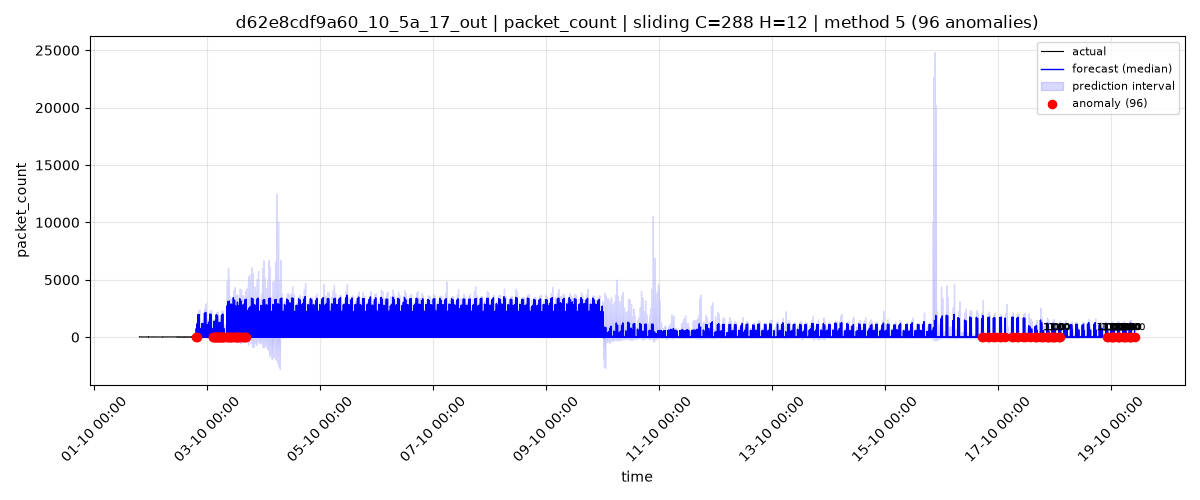 d62e8cdf9a60_10_5a_17_out | packet_count | sliding C=288 H=12 | method 5 (96 anomalies)
actual
forecast (median)
prediction interval
anomaly (96)
packet_count
25000
20000
15000
10000
5000
0
01-10 00:00
03-10 00:00
05-10 00:00
07-10 00:00
09-10 00:00
11-10 00:00
13-10 00:00
15-10 00:00
17-10 00:00
19-10 00:00
time